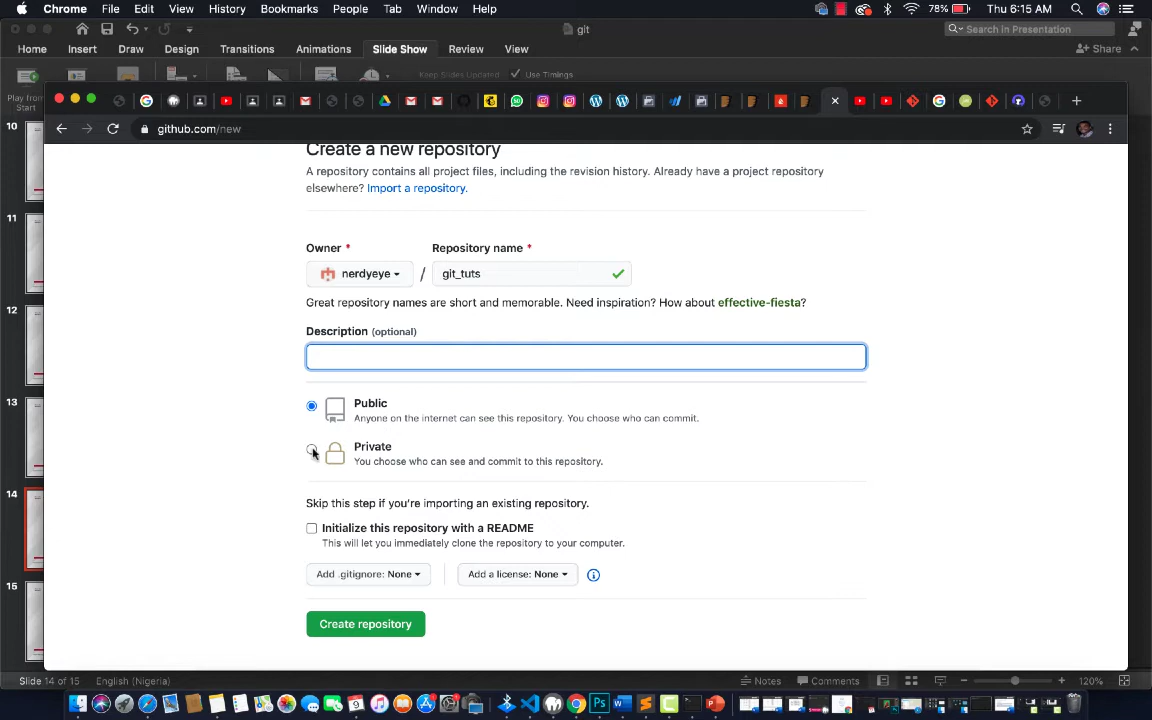 Chrome File Edit View History Bookmarks People Tab Window Help 78% Thu 6:15 AM
git Search in Presentation
Home Insert Draw Design Transitions Animations Slide Show Review View Share
Play from Start Keep Slides Updated Use Timings
github.com/new
Create a new repository
A repository contains all project files, including the revision history. Already have a project repository
elsewhere? Import a repository.
Owner * Repository name *
nerdyeye / git_tuts
Great repository names are short and memorable. Need inspiration? How about effective-fiesta?
Description (optional)
Public
Anyone on the internet can see this repository. You choose who can commit.
Private
You choose who can see and commit to this repository.
Skip this step if you're importing an existing repository.
Initialize this repository with a README
This will let you immediately clone the repository to your computer.
Add .gitignore: None Add a license: None
Create repository
10
11
12
13
14
15
Slide 14 of 15 English (Nigeria) Notes Comments 120%